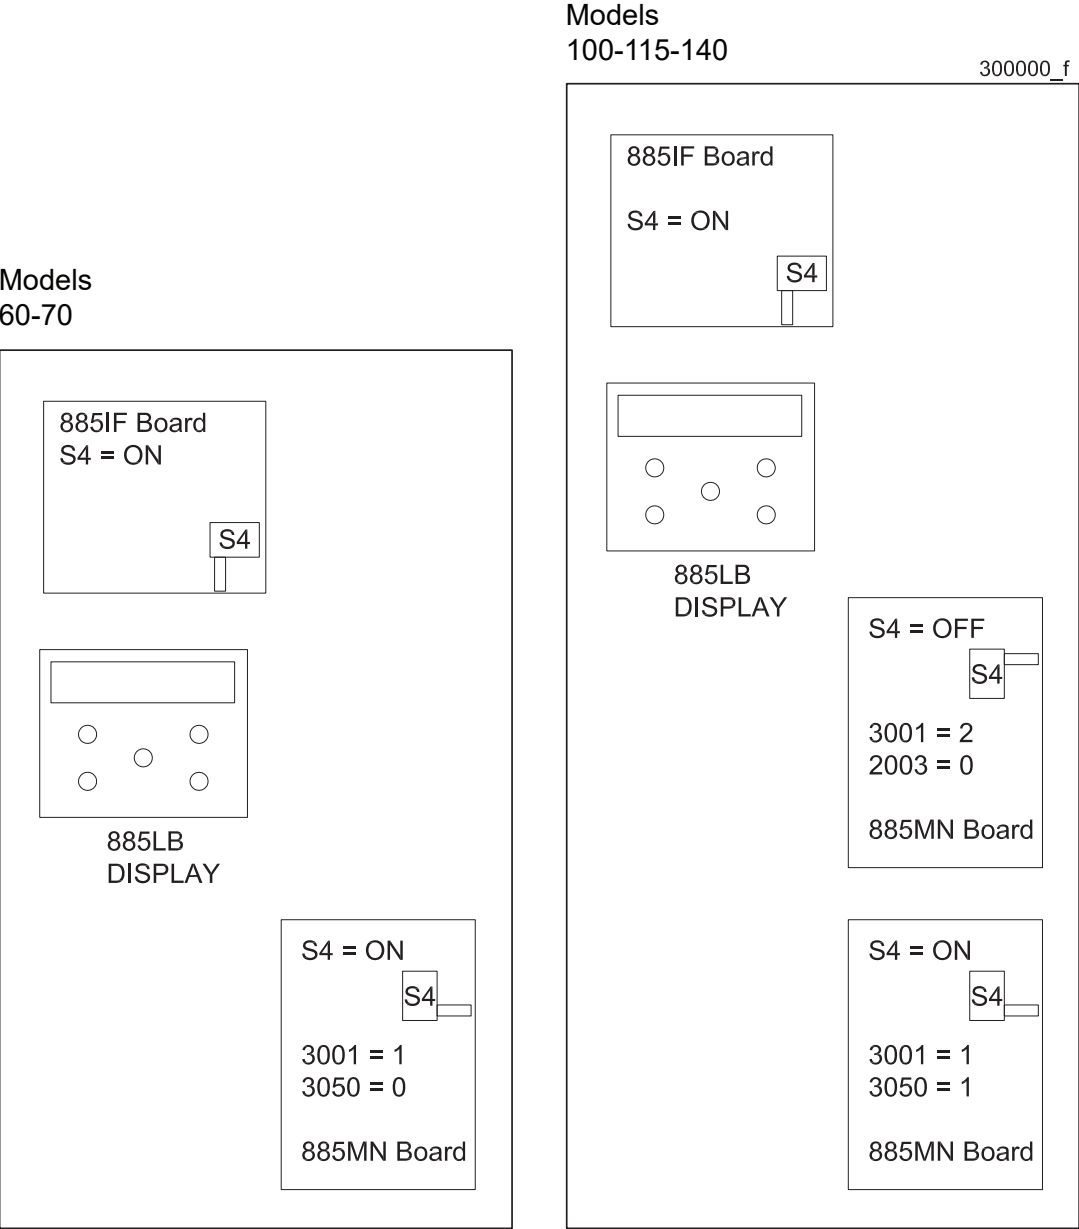 Models
60-70
885IF Board
S4 = ON
S4
885LB
DISPLAY
S4 = ON
S4
3001 = 1
3050 = 0
885MN Board
Models
100-115-140
300000_f
885IF Board
S4 = ON
S4
885LB
DISPLAY
S4 = OFF
S4
3001 = 2
2003 = 0
885MN Board
S4 = ON
S4
3001 = 1
3050 = 1
885MN Board